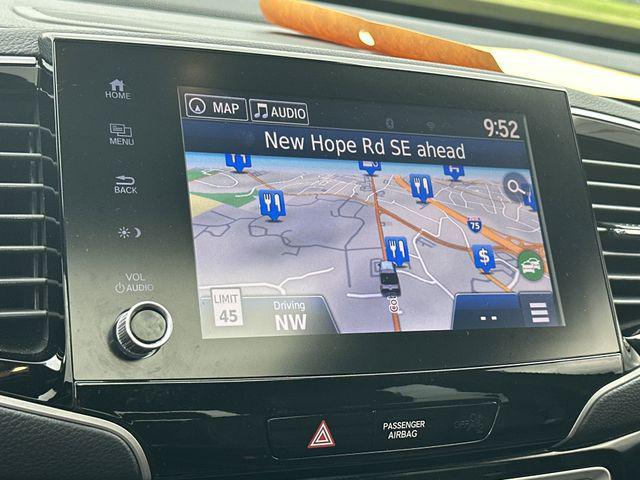 HOME
MAP
AUDIO
9:52
MENU
New Hope Rd SE ahead
BACK
75
$
VOL
AUDIO
LIMIT
45
Driving
NW
--
PASSENGER
AIRBAG
OFF